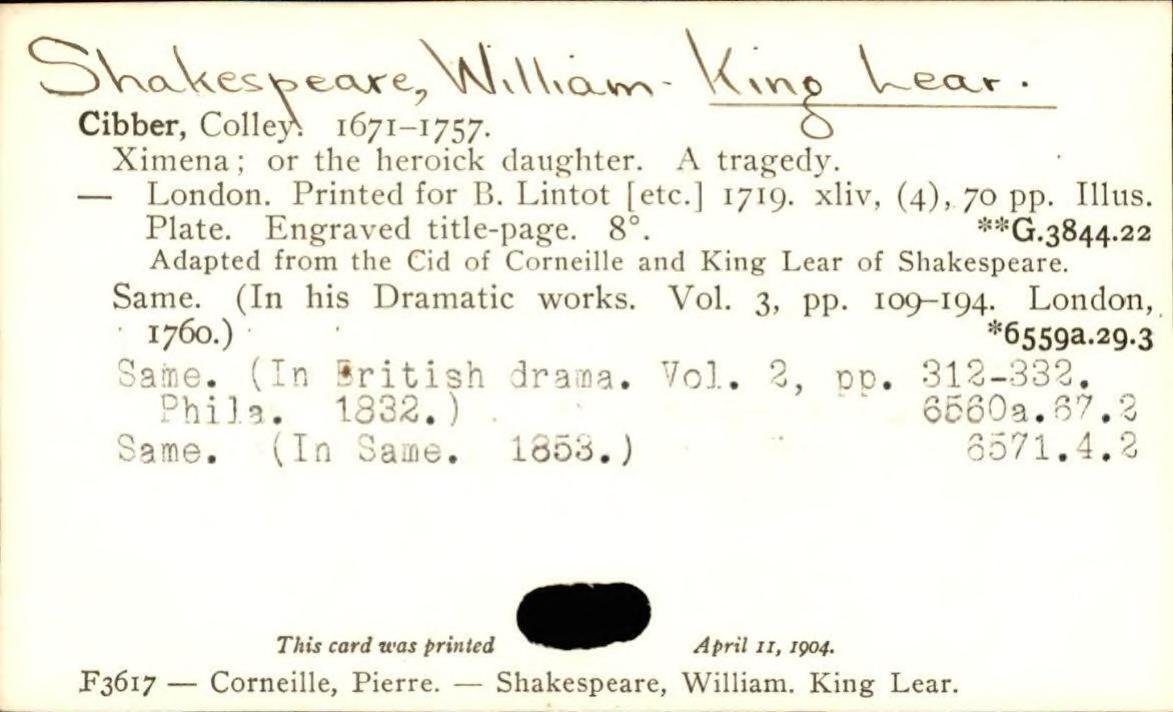 Shakespeare, William - King Lear.
Cibber, Colley. 1671–1757.
Ximena; or the heroick daughter. A tragedy.
— London. Printed for B. Lintot [etc.] 1719. xliv, (4), 70 pp. Illus.
Plate. Engraved title-page. 8°. **G.3844.22
Adapted from the Cid of Corneille and King Lear of Shakespeare.
Same. (In his Dramatic works. Vol. 3, pp. 109–194. London,
1760.) *6559a.29.3
Same. (In British drama. Vol. 2, pp. 312-332.
Phila. 1832.) 6560a.67.2
Same. (In Same. 1853.) 6571.4.2
This card was printed April 11, 1904.
F3617 — Corneille, Pierre. — Shakespeare, William. King Lear.